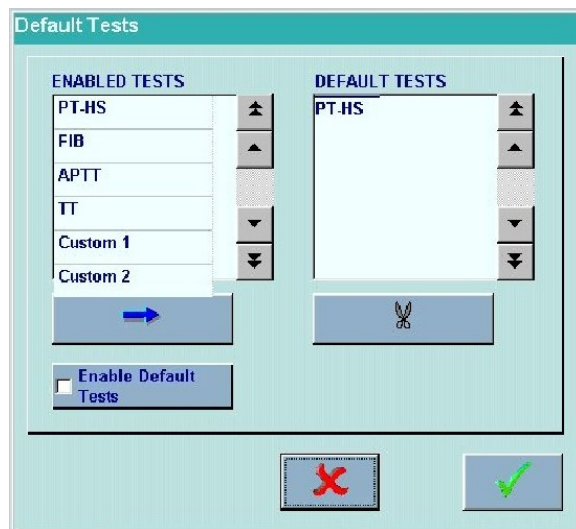 Default Tests
ENABLED TESTS
DEFAULT TESTS
PT-HS
FIB
APTT
TT
Custom 1
Custom 2
PT-HS
Enable Default
Tests